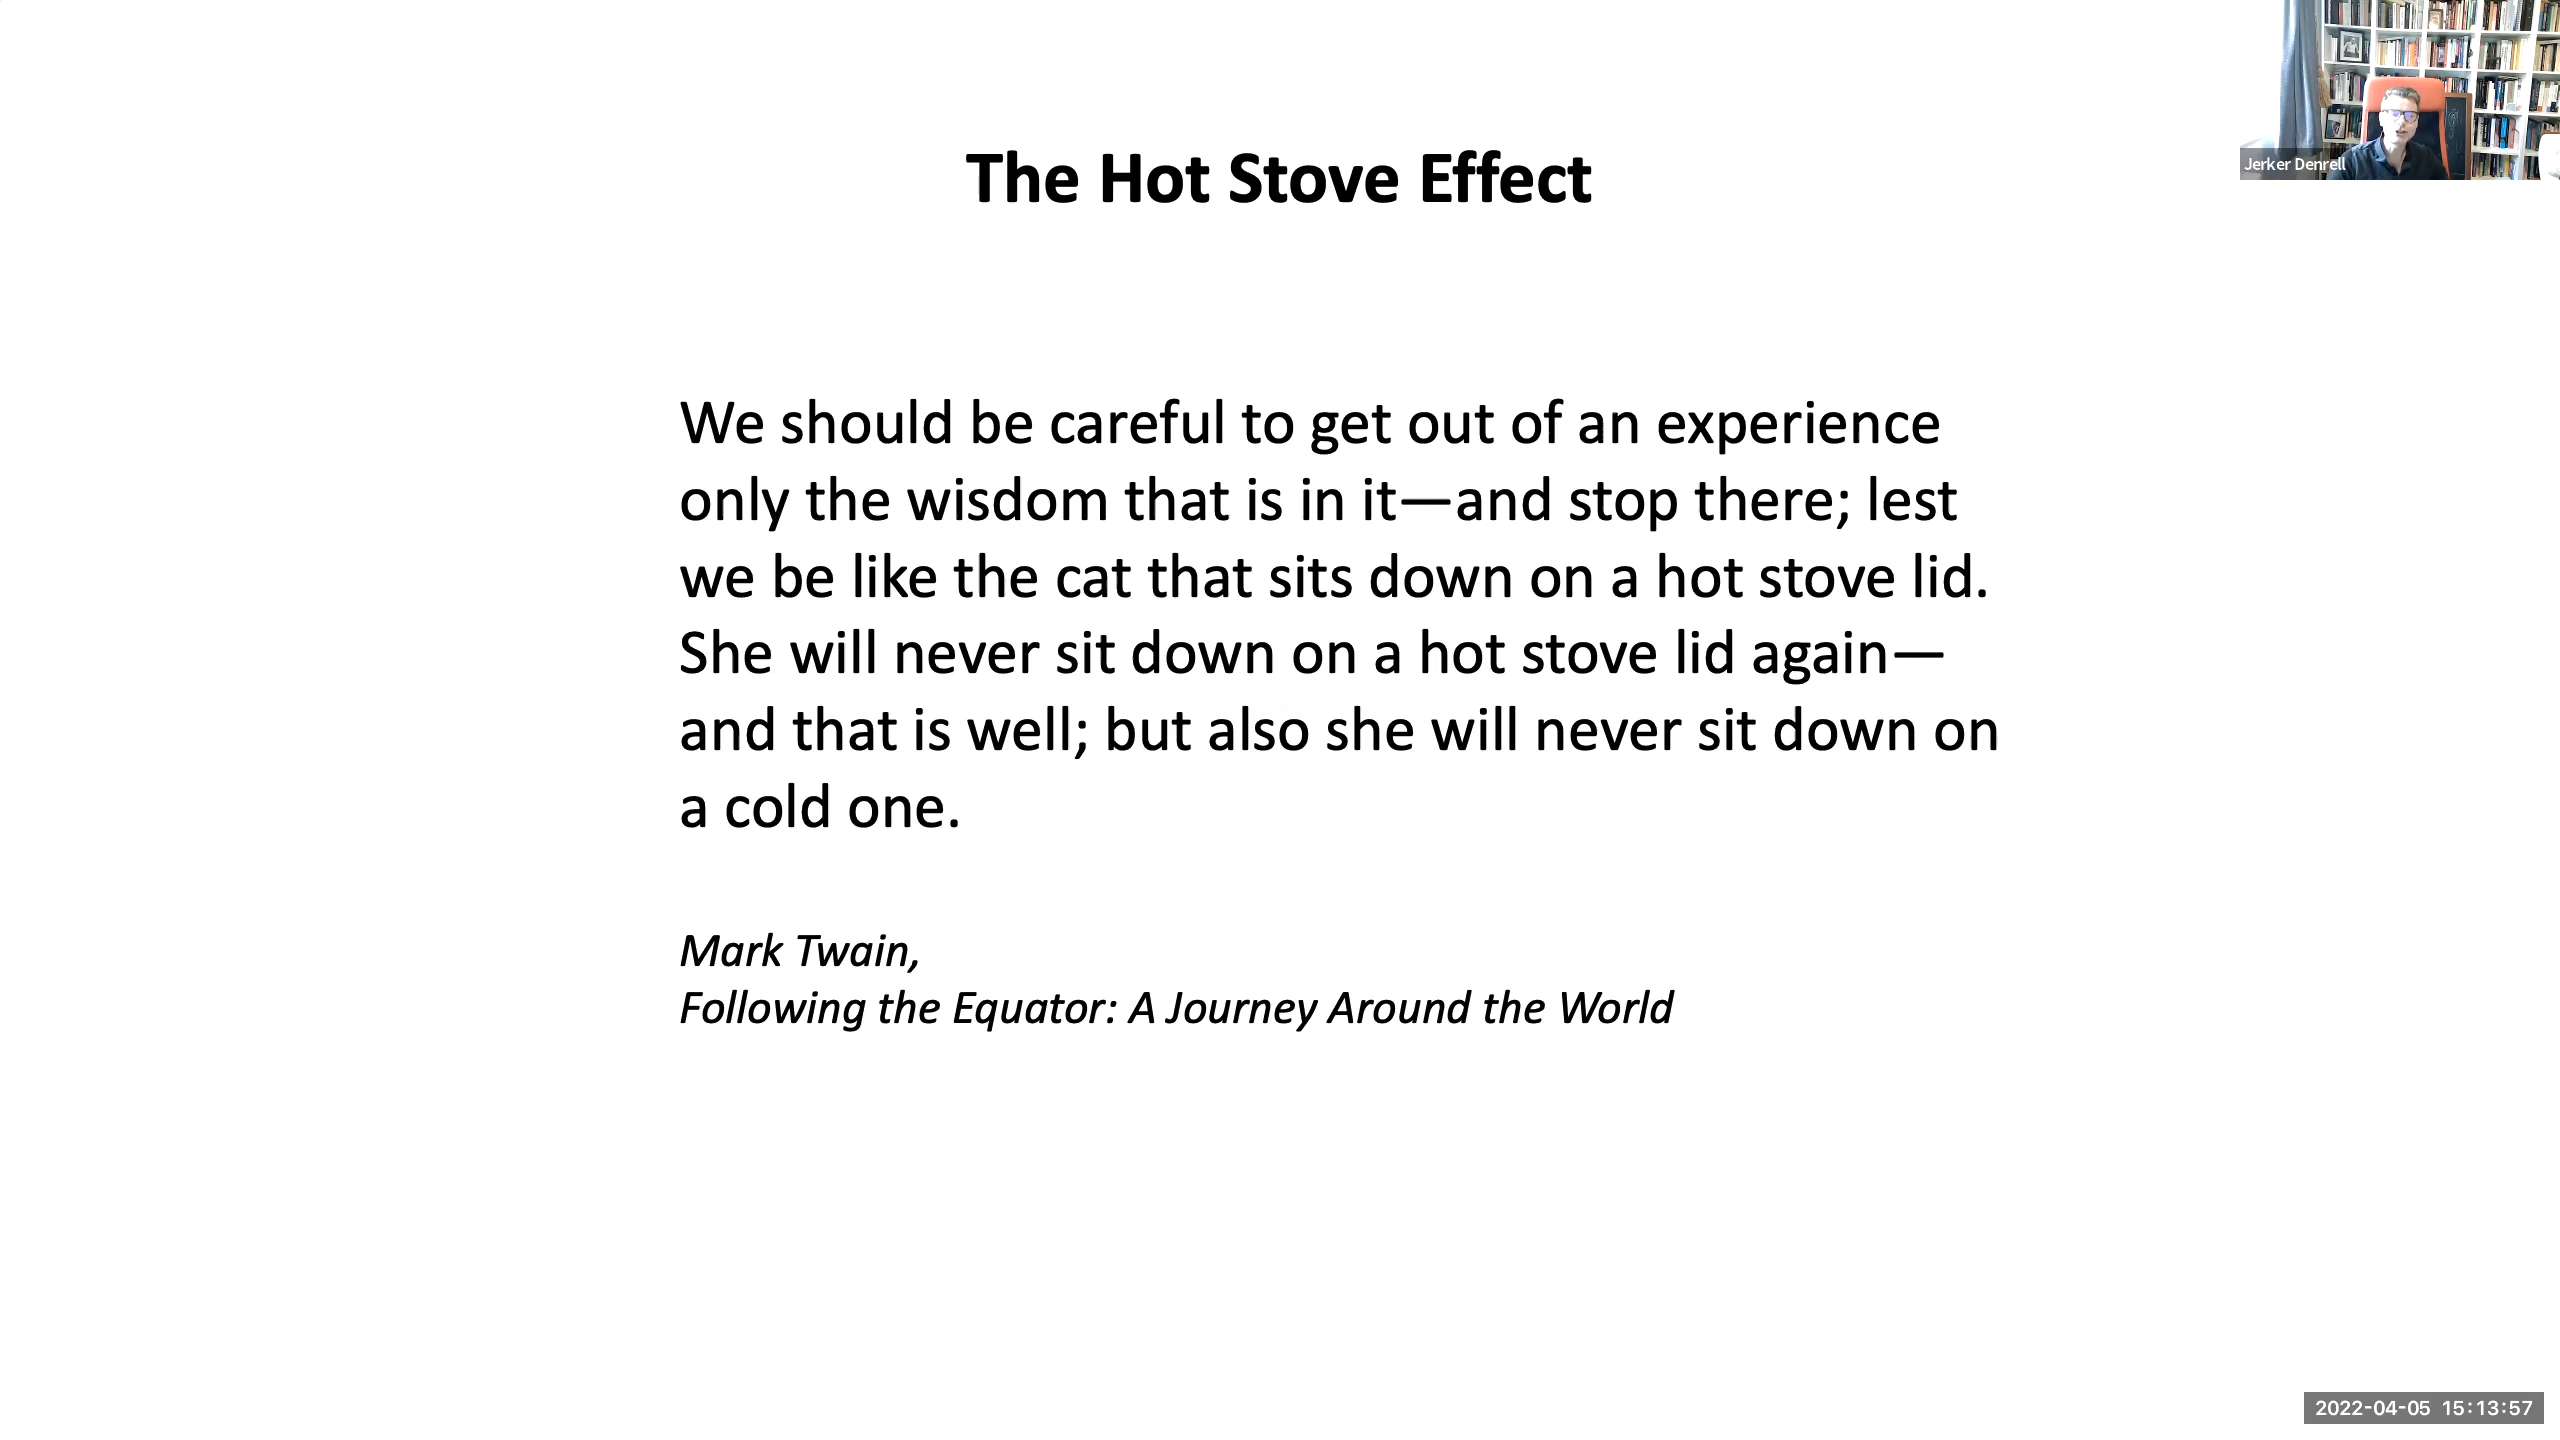 Jerker Denrell
The Hot Stove Effect
We should be careful to get out of an experience
only the wisdom that is in it—and stop there; lest
we be like the cat that sits down on a hot stove lid.
She will never sit down on a hot stove lid again—
and that is well; but also she will never sit down on
a cold one.
Mark Twain,
Following the Equator: A Journey Around the World
2022-04-05 15:13:57